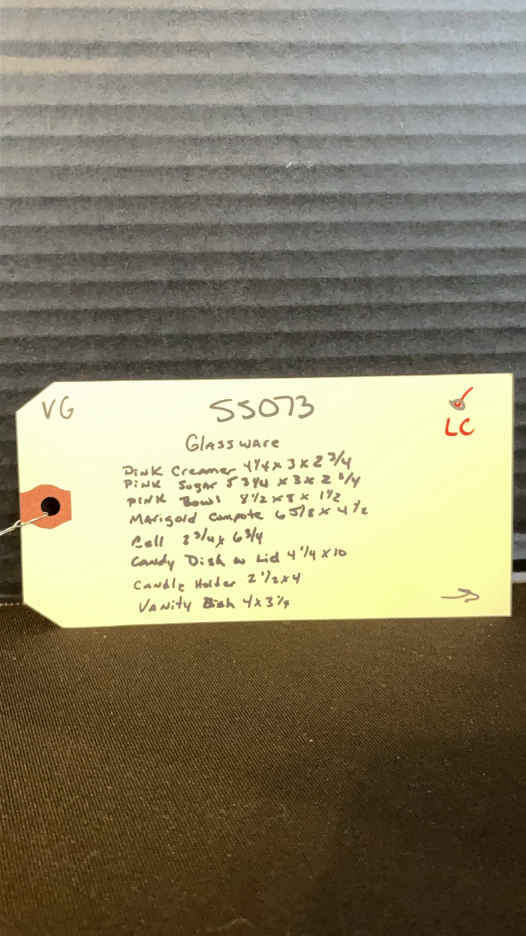 VG
SS073
LC
Glassware
Pink Creamer 4 1/4 x 3 x 2 3/4
Pink Sugar 5 3/4 x 3 x 2 3/4
Pink Bowl 8 1/2 x 8 x 1 1/2
Marigold Compote 6 5/8 x 4 1/2
Bell 2 3/4 x 6 3/4
Candy Dish w Lid 4 1/4 x 10
Candle Holder 2 1/2 x 4
Vanity Dish 4 x 3 1/4